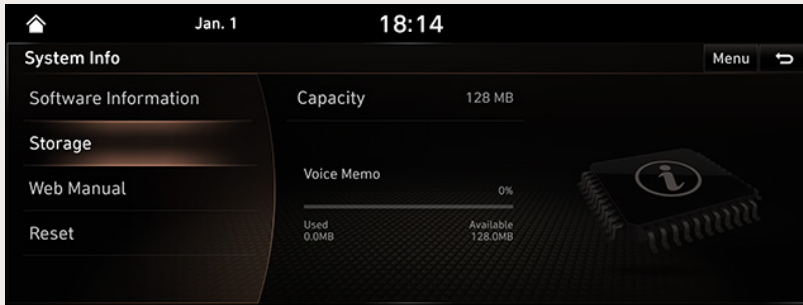 Jan. 1 18:14
System Info Menu
Software Information
Storage
Web Manual
Reset
Capacity 128 MB
Voice Memo
0%
Used Available
0.0MB 128.0MB